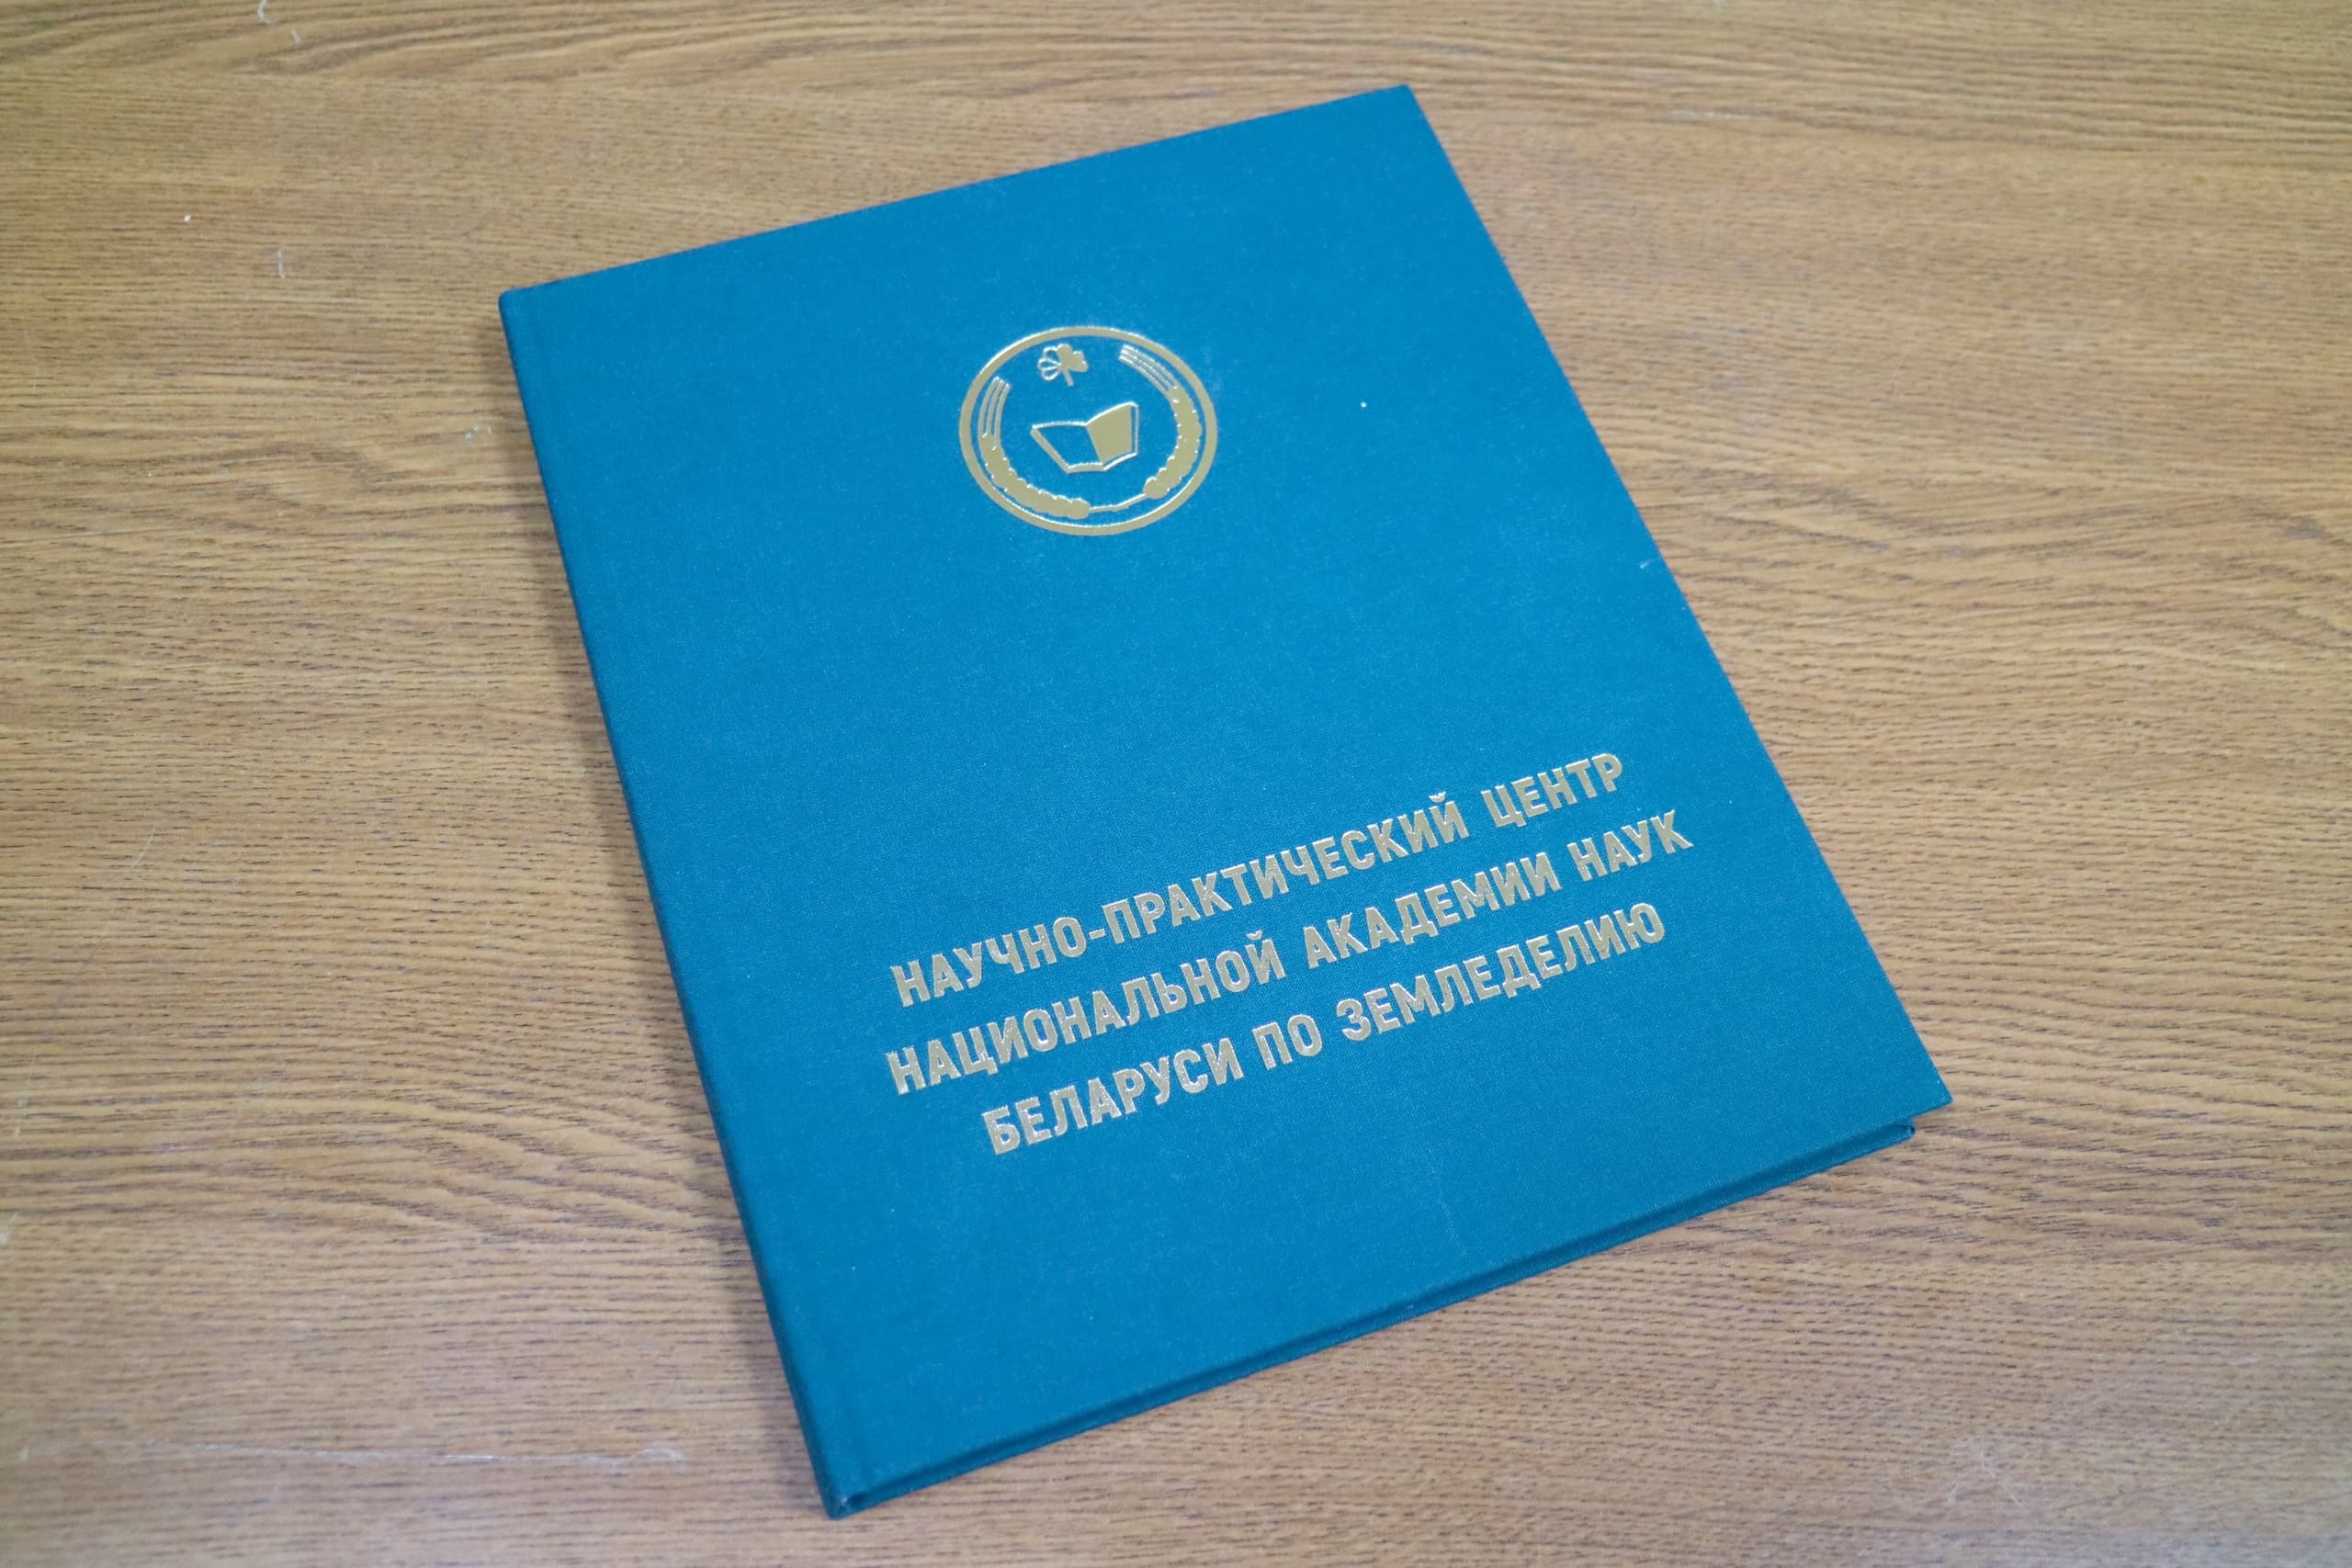 НАУЧНО-ПРАКТИЧЕСКИЙ ЦЕНТР
НАЦИОНАЛЬНОЙ АКАДЕМИИ НАУК
БЕЛАРУСИ ПО ЗЕМЛЕДЕЛИЮ